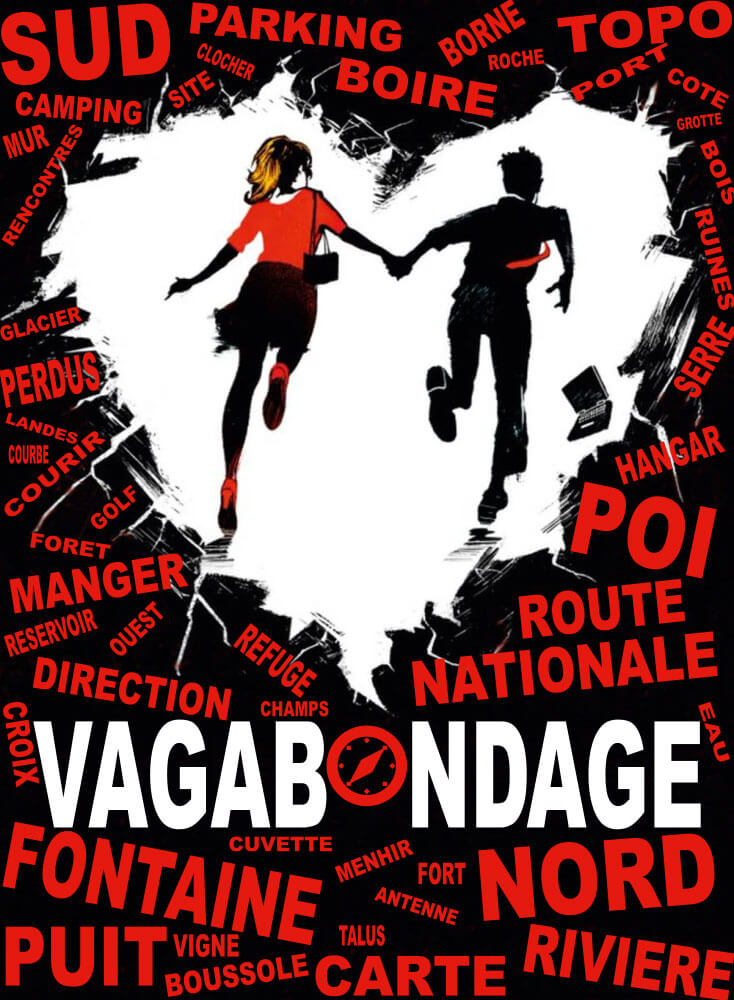 SUD
PARKING
BORNE
TOPO
CLOCHER
ROCHE
PORT
SITE
BOIRE
COTE
CAMPING
GROTTE
MUR
RENCONTRES
BOIS
RUINES
GLACIER
SERRE
PERDUS
LANDES
COURBE
COURIR
HANGAR
GOLF
POI
FORET
MANGER
ROUTE
NATIONALE
RESERVOIR
OUEST
REFUGE
DIRECTION
CHAMPS
CROIX
EAU
VAGABONDAGE
FONTAINE
CUVETTE
MENHIR
FORT
NORD
ANTENNE
PUIT
VIGNE
TALUS
RIVIERE
BOUSSOLE
CARTE